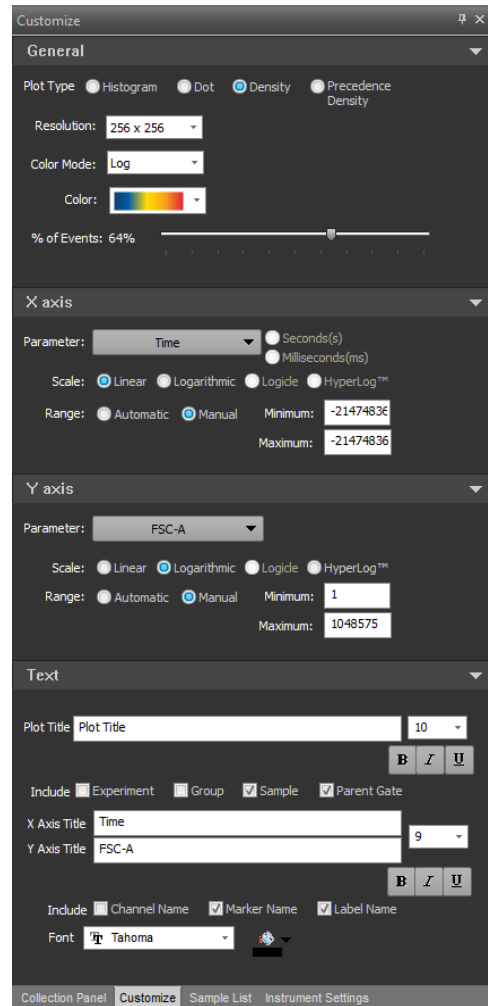 Customize
General
Plot Type Histogram Dot Density Precedence Density
Resolution: 256 x 256
Color Mode: Log
Color:
% of Events: 64%
X axis
Parameter: Time Seconds(s)
Milliseconds(ms)
Scale: Linear Logarithmic Logicle HyperLog™
Range: Automatic Manual Minimum: -21474836
Maximum: -21474836
Y axis
Parameter: FSC-A
Scale: Linear Logarithmic Logicle HyperLog™
Range: Automatic Manual Minimum: 1
Maximum: 1048575
Text
Plot Title Plot Title 10
B I U
Include Experiment Group Sample Parent Gate
X Axis Title Time
9
Y Axis Title FSC-A
B I U
Include Channel Name Marker Name Label Name
Font Tahoma
Collection Panel Customize Sample List Instrument Settings